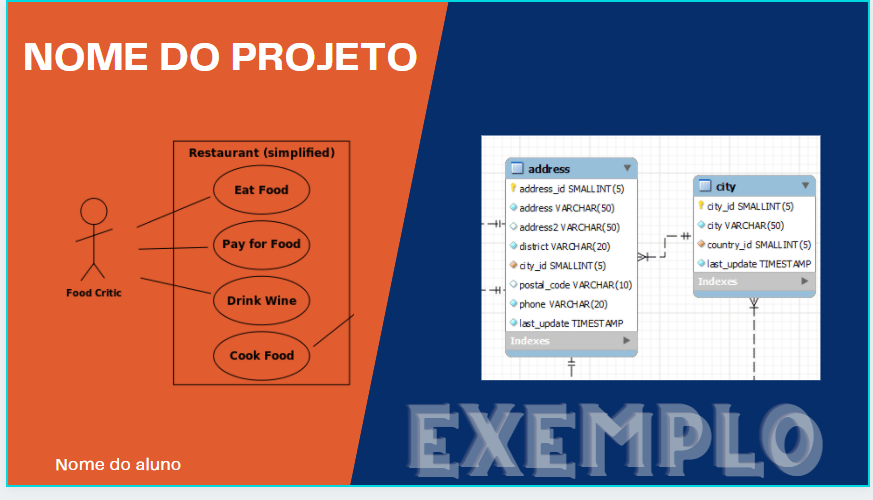 NOME DO PROJETO
Restaurant (simplified)
Eat Food
Pay for Food
Drink Wine
Cook Food
Food Critic
address
address_id SMALLINT(5)
address VARCHAR(50)
address2 VARCHAR(50)
district VARCHAR(20)
city_id SMALLINT(5)
postal_code VARCHAR(10)
phone VARCHAR(20)
last_update TIMESTAMP
Indexes
city
city_id SMALLINT(5)
city VARCHAR(50)
country_id SMALLINT(5)
last_update TIMESTAMP
Indexes
EXEMPLO
Nome do aluno